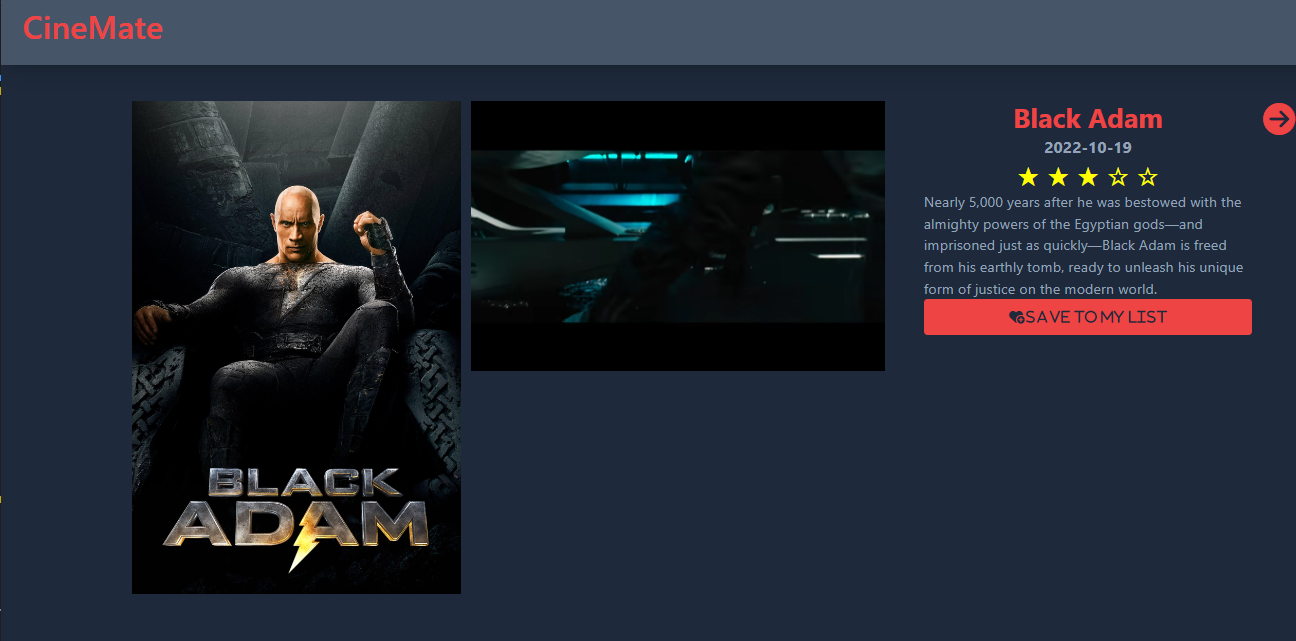 CineMate
BLACK
ADAM
Black Adam
2022-10-19
Nearly 5,000 years after he was bestowed with the
almighty powers of the Egyptian gods—and
imprisoned just as quickly—Black Adam is freed
from his earthly tomb, ready to unleash his unique
form of justice on the modern world.
SAVE TO MY LIST